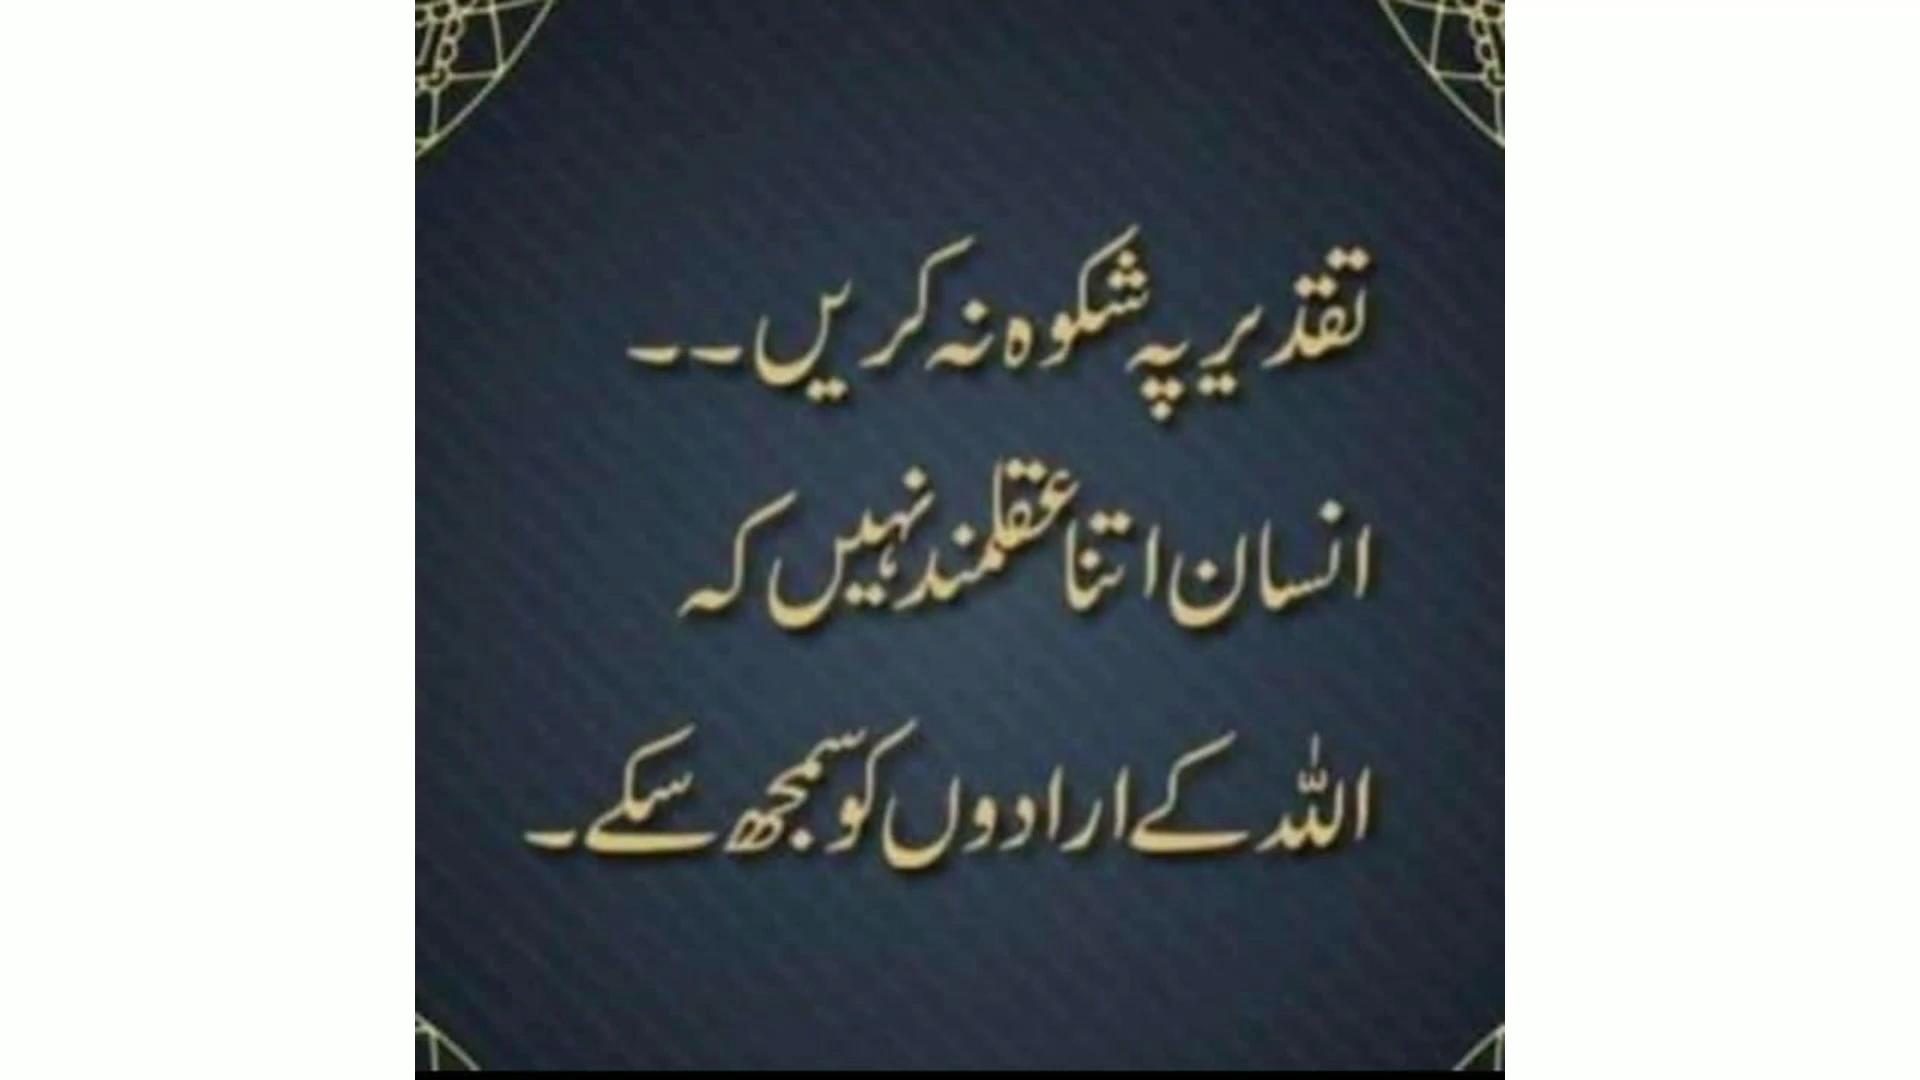 تقدیر پہ شکوہ نہ کریں۔۔
انسان اتنا عقلمند نہیں کہ
اللہ کے ارادوں کو سمجھ سکے۔